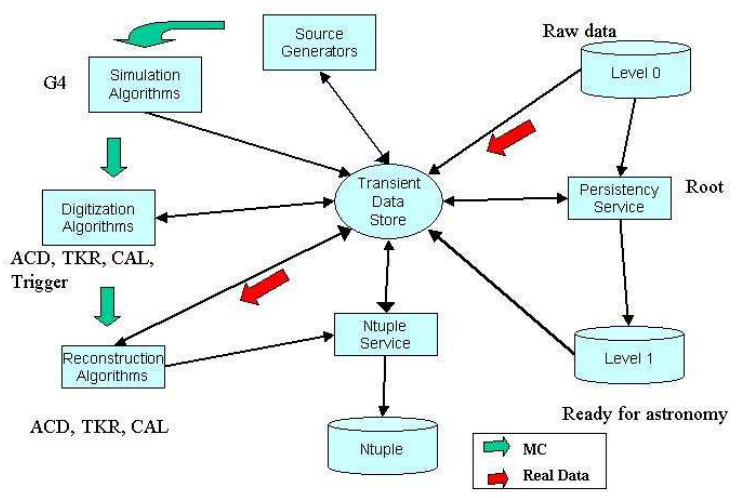 Source
Generators
Raw data
Level 0
G4
Simulation
Algorithms
Transient
Data
Store
Persistency
Service
Root
Digitization
Algorithms
ACD, TKR, CAL,
Trigger
Ntuple
Service
Reconstruction
Algorithms
Level 1
ACD, TKR, CAL
Ready for astronomy
Ntuple
MC
Real Data